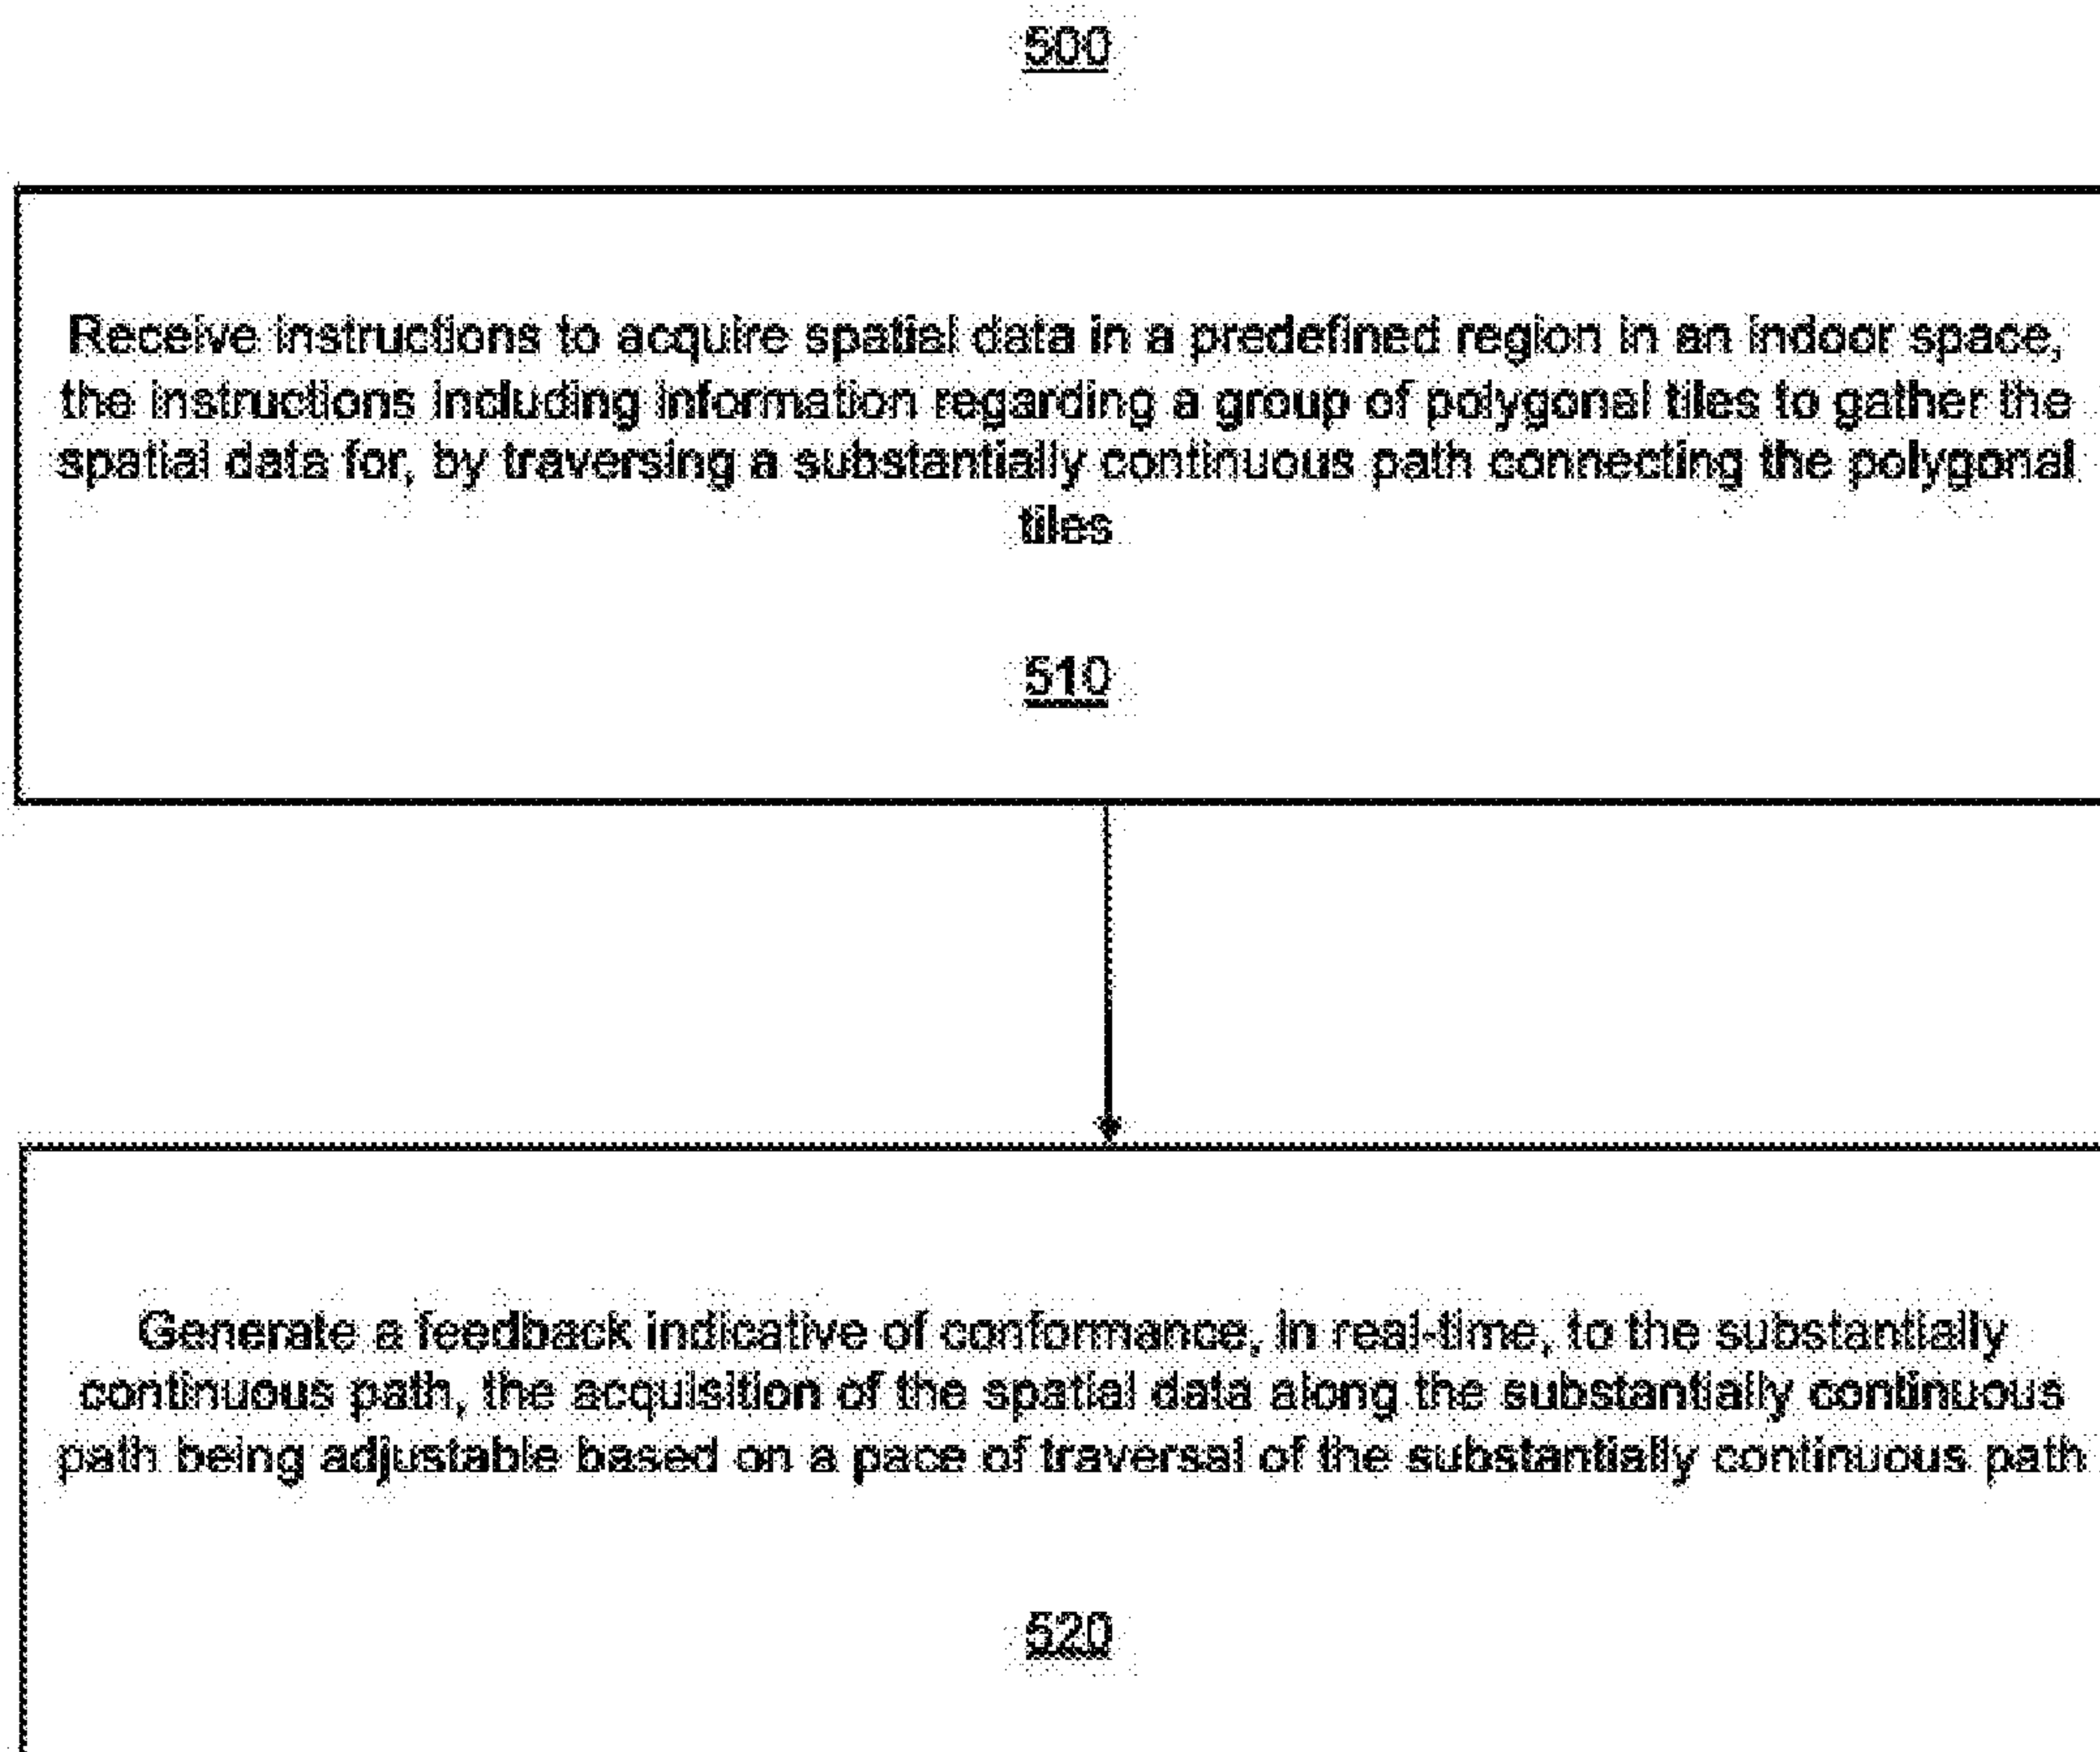 500
Receive instructions to acquire spatial data in a predefined region in an indoor space,
the instructions including information regarding a group of polygonal tiles to gather the
spatial data for, by traversing a substantially continuous path connecting the polygonal
tiles
510
Generate a feedback indicative of conformance, in real-time, to the substantially
continuous path, the acquisition of the spatial data along the substantially continuous
path being adjustable based on a pace of traversal of the substantially continuous path
520